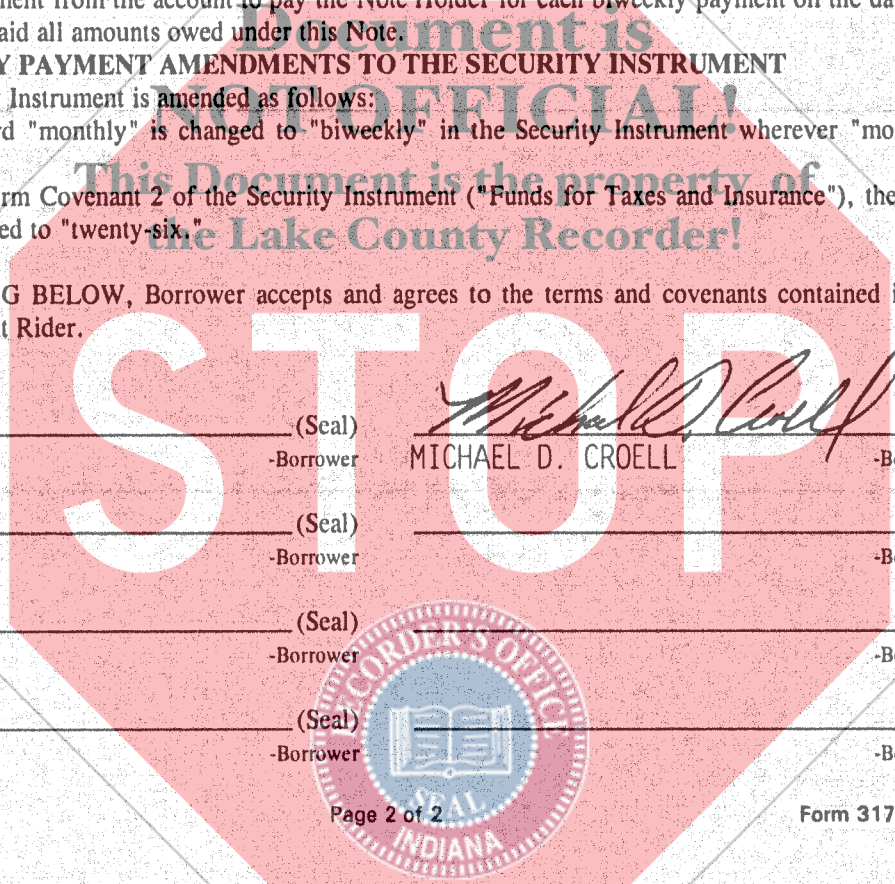 ment from the account to pay the Note Holder for each biweekly payment on the da
aid all amounts owed under this Note.
Document is
Y PAYMENT AMENDMENTS TO THE SECURITY INSTRUMENT
Instrument is amended as follows:
NOT OFFICIAL!
rd "monthly" is changed to "biweekly" in the Security Instrument wherever "mo
This Document is the property of
rm Covenant 2 of the Security Instrument ("Funds for Taxes and Insurance"), the
ed to "twenty-six."
the Lake County Recorder!
G BELOW, Borrower accepts and agrees to the terms and covenants contained i
t Rider.
STOP
(Seal) Michael D. Croell
-Borrower MICHAEL D. CROELL -B
(Seal)
-Borrower -B
(Seal)
-Borrower -B
(Seal)
-Borrower -B
RECORDER'S OFFICE
SEAL
INDIANA
Page 2 of 2 Form 317